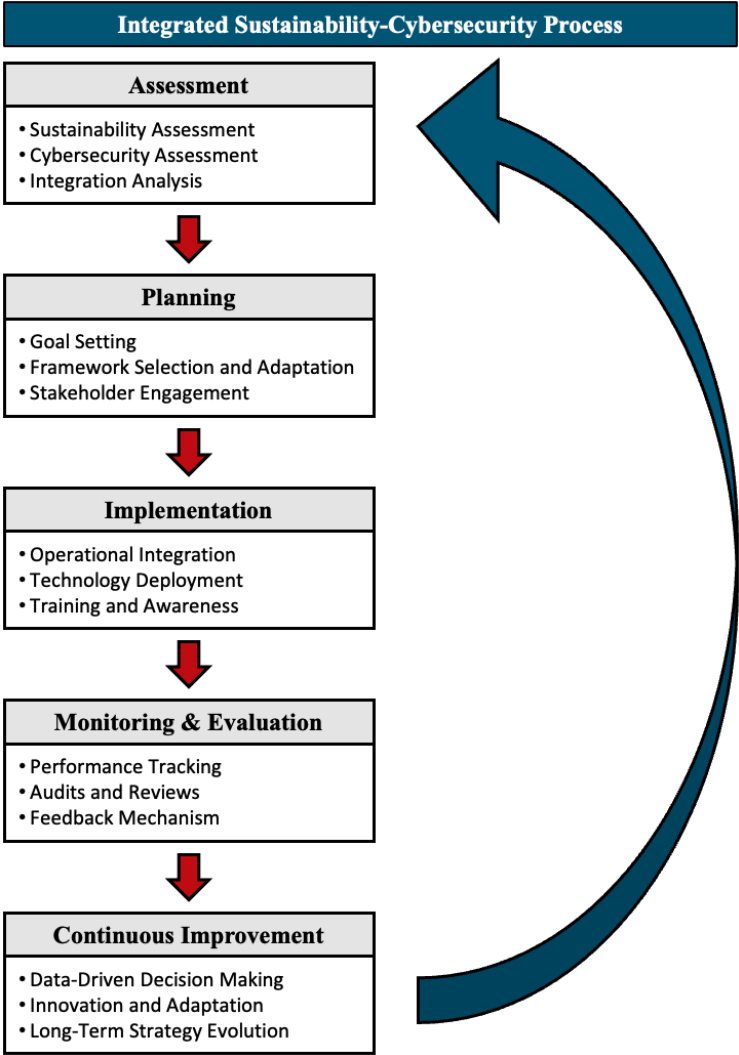 Integrated Sustainability-Cybersecurity Process
Assessment
• Sustainability Assessment
• Cybersecurity Assessment
• Integration Analysis
Planning
• Goal Setting
• Framework Selection and Adaptation
• Stakeholder Engagement
Implementation
• Operational Integration
• Technology Deployment
• Training and Awareness
Monitoring & Evaluation
• Performance Tracking
• Audits and Reviews
• Feedback Mechanism
Continuous Improvement
• Data-Driven Decision Making
• Innovation and Adaptation
• Long-Term Strategy Evolution